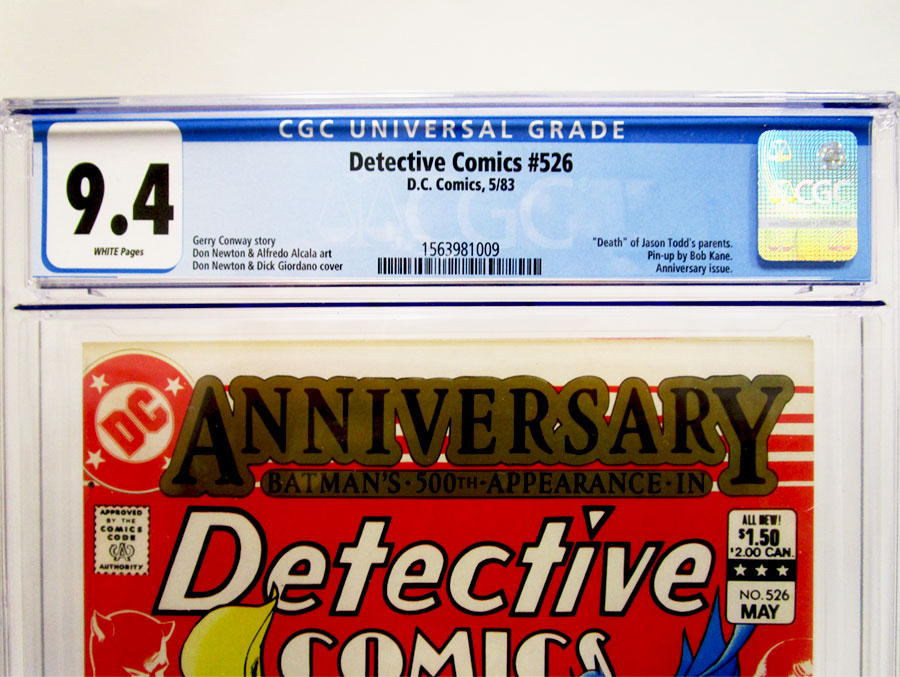 CGC UNIVERSAL GRADE
9.4
WHITE Pages
Detective Comics #526
D.C. Comics, 5/83
Gerry Conway story
Don Newton & Alfredo Alcala art
Don Newton & Dick Giordano cover
1563981009
"Death" of Jason Todd's parents.
Pin-up by Bob Kane.
Anniversary issue.
CGC
CGC
DC
ANNIVERSARY
BATMAN'S·500TH·APPEARANCE·IN
APPROVED
BY THE
COMICS
CODE
AUTHORITY
Detective
COMICS
ALL NEW!
$1.50
$2.00 CAN.
NO. 526
MAY